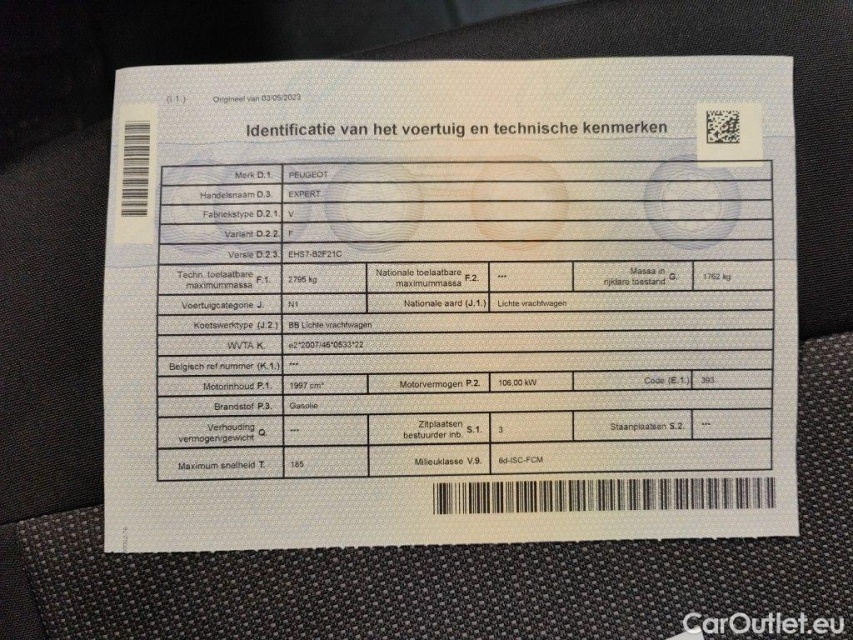 (i.1.) Origineel van 03/05/2023
Identificatie van het voertuig en technische kenmerken
Merk D.1. PEUGEOT
Handelsnaam D.3. EXPERT
Fabriekstype D.2.1. V
Variant D.2.2. F
Versie D.2.3. EHS7-B2F21C
Techn. toelaatbare maximummassa F.1. 2795 kg Nationale toelaatbare maximummassa F.2. --- Massa in rijklare toestand G. 1762 kg
Voertuigcategorie J. N1 Nationale aard (J.1.) Lichte vrachtwagen
Koetswerktype (J.2.) BB Lichte vrachtwagen
WVTA K. e2*2007/46*0533*22
Belgisch ref nummer (K.1.) ---
Motorinhoud P.1. 1997 cm³ Motorvermogen P.2. 106,00 kW Code (E.1.) 393
Brandstof P.3. Gasolie
Verhouding vermogen/gewicht Q. --- Zitplaatsen bestuurder inb. S.1. 3 Staanplaatsen S.2. ---
Maximum snelheid T. 185 Milieuklasse V.9. 6d-ISC-FCM
CarOutlet.eu